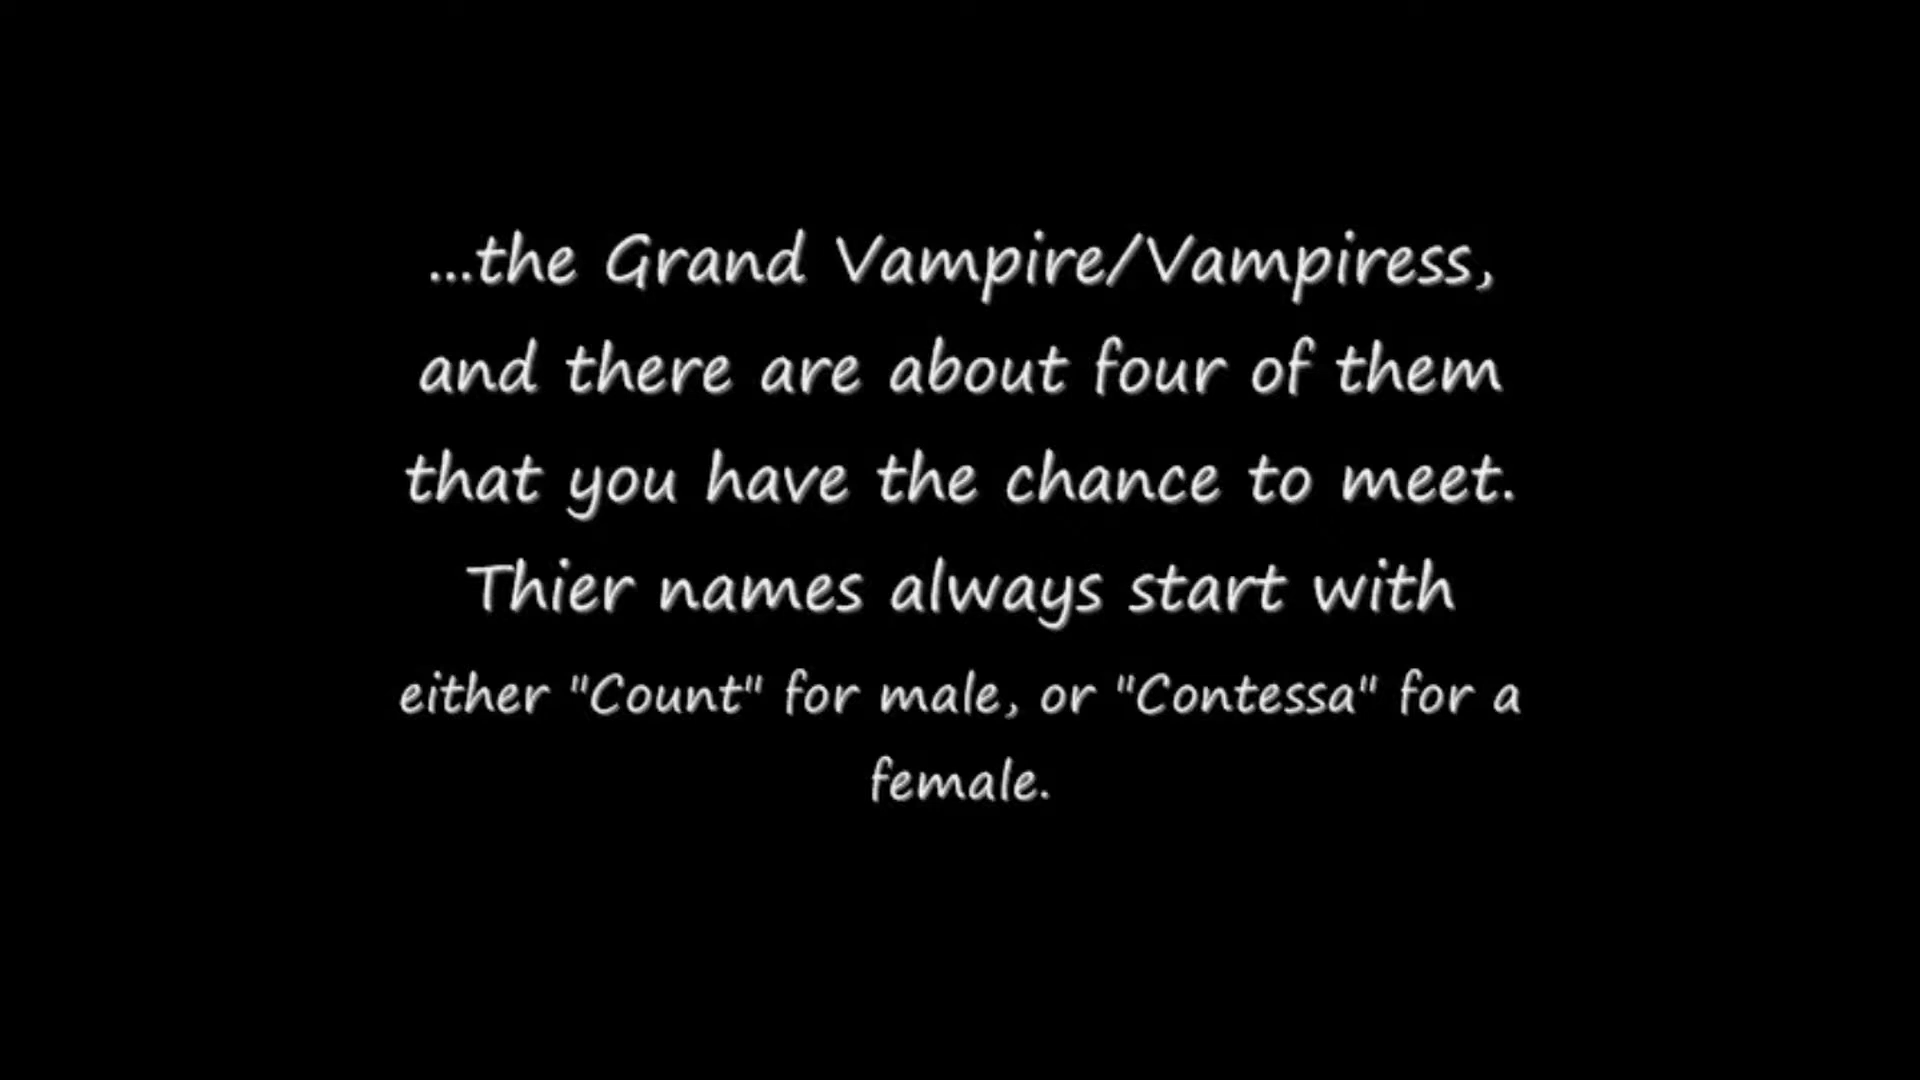 ...the Grand Vampire/Vampiress,
and there are about four of them
that you have the chance to meet.
Thier names always start with
either "Count" for male, or "Contessa" for a
female.